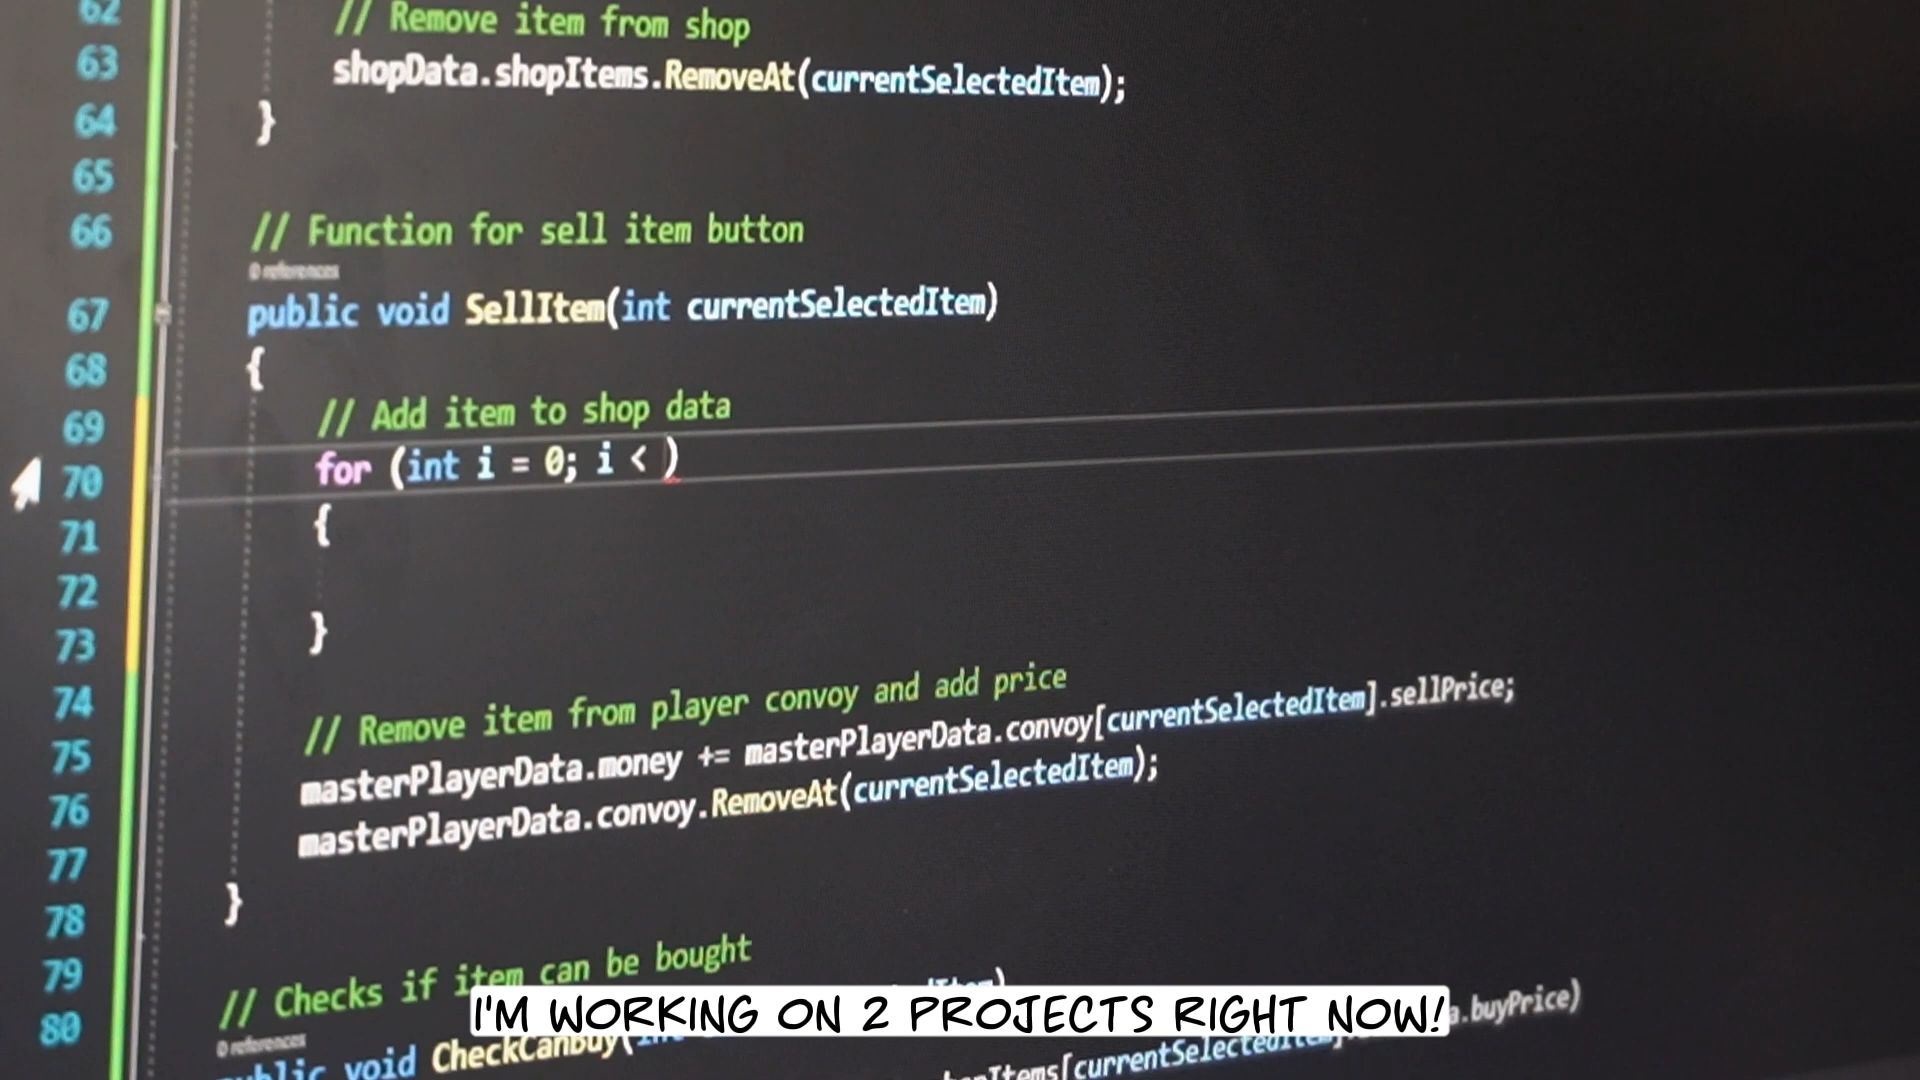 62 // Remove item from shop
63 shopData.shopItems.RemoveAt(currentSelectedItem);
64 }
65
66 // Function for sell item button
0 references
67 public void SellItem(int currentSelectedItem)
68 {
69 // Add item to shop data
70 for (int i = 0; i < )
71 {
72
73 }
74 // Remove item from player convoy and add price
75 masterPlayerData.money += masterPlayerData.convoy[currentSelectedItem].sellPrice;
76 masterPlayerData.convoy.RemoveAt(currentSelectedItem);
77
78 }
79 // Checks if item can be bought
0 references
80 public void CheckCanBuy(int
.buyPrice)
[currentSelectedItem]
I'M WORKING ON 2 PROJECTS RIGHT NOW!